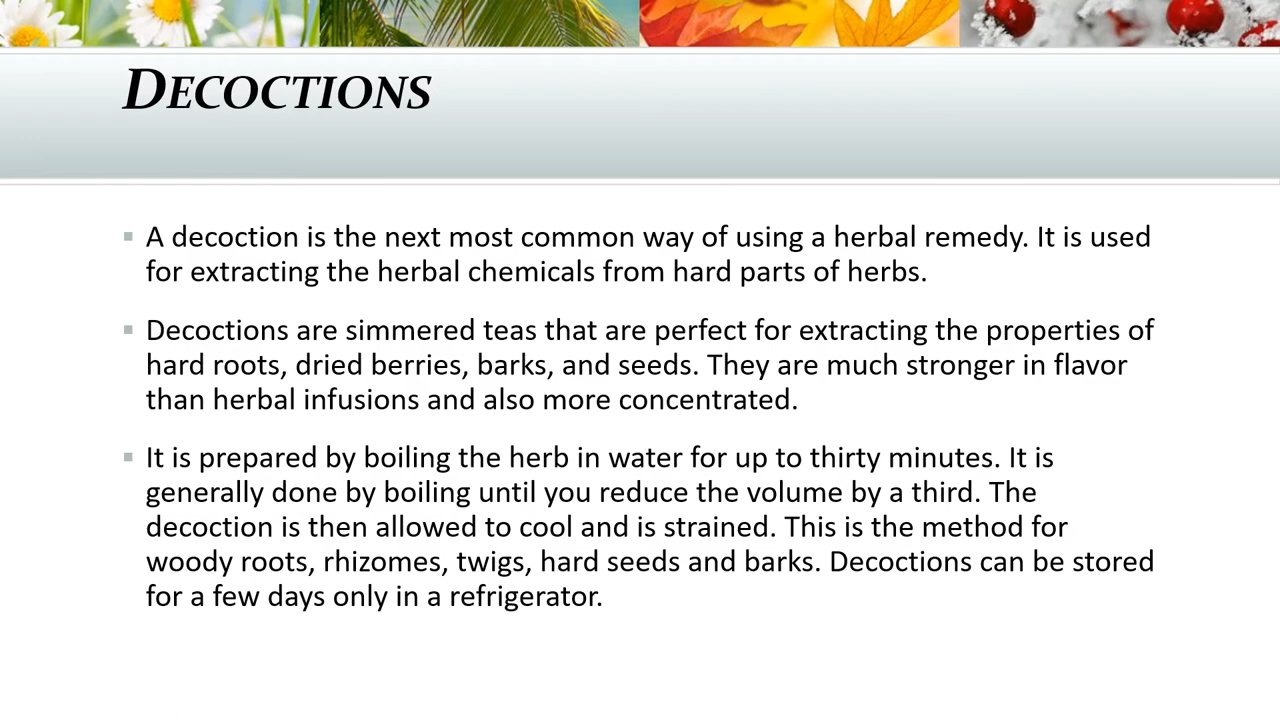 DECOCTIONS
▪ A decoction is the next most common way of using a herbal remedy. It is used
for extracting the herbal chemicals from hard parts of herbs.
▪ Decoctions are simmered teas that are perfect for extracting the properties of
hard roots, dried berries, barks, and seeds. They are much stronger in flavor
than herbal infusions and also more concentrated.
▪ It is prepared by boiling the herb in water for up to thirty minutes. It is
generally done by boiling until you reduce the volume by a third. The
decoction is then allowed to cool and is strained. This is the method for
woody roots, rhizomes, twigs, hard seeds and barks. Decoctions can be stored
for a few days only in a refrigerator.